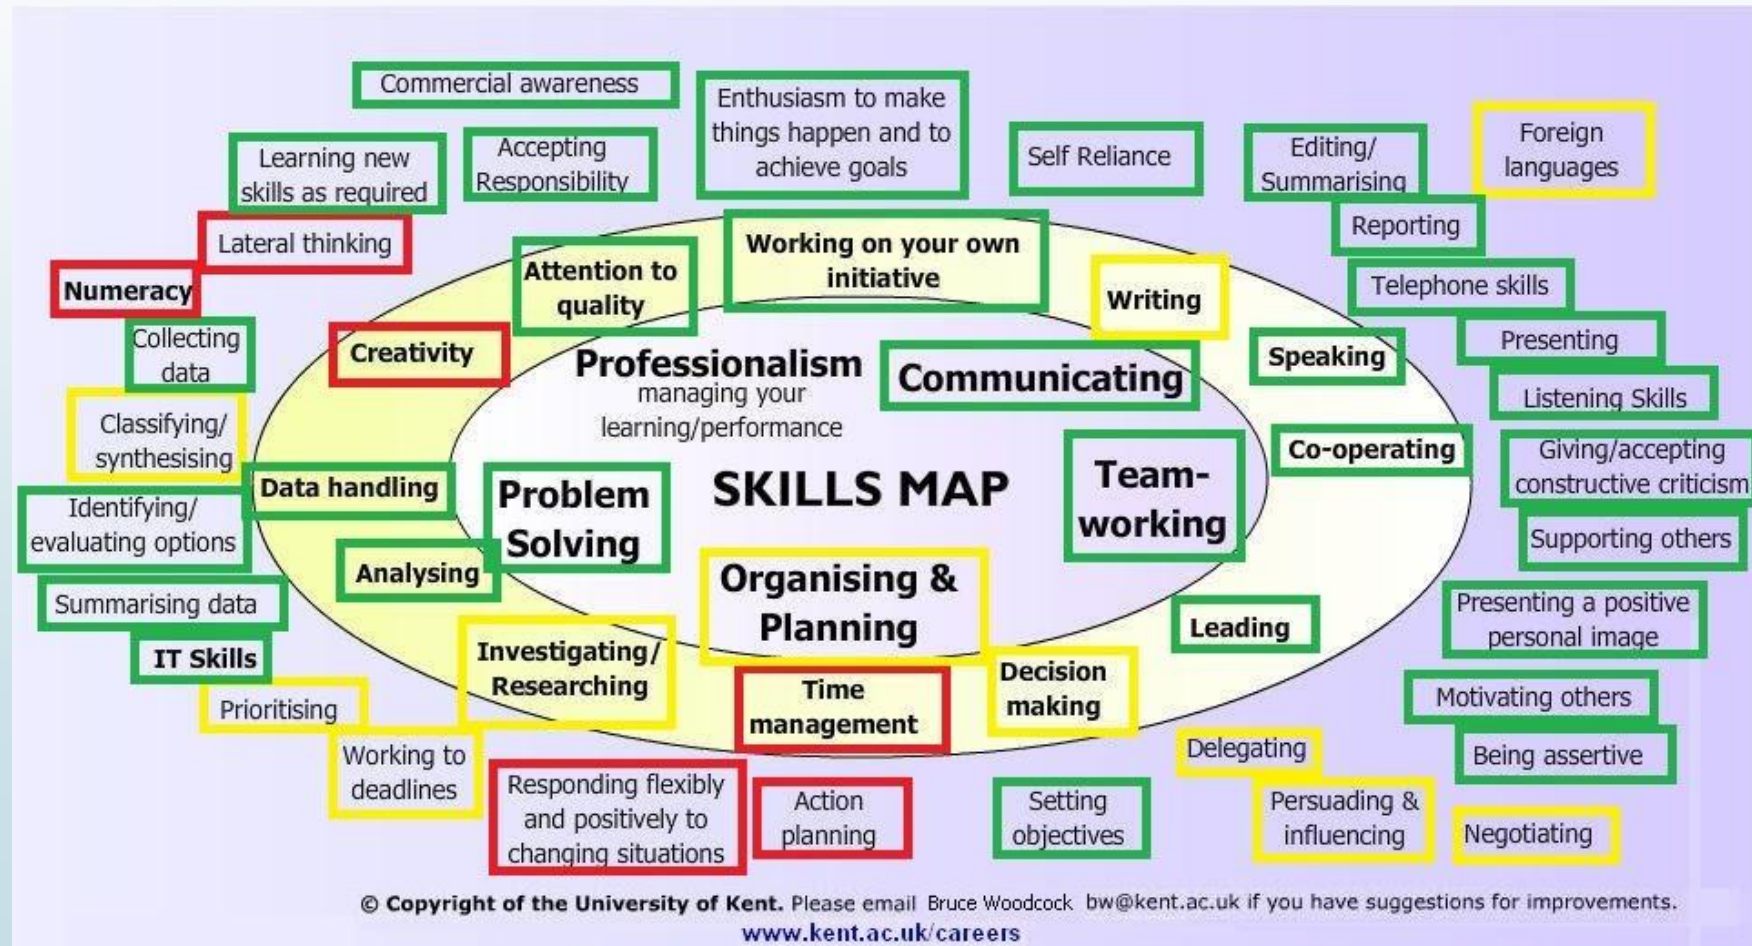 Commercial awareness
Enthusiasm to make
things happen and to
achieve goals
Learning new
skills as required
Accepting
Responsibility
Self Reliance
Editing/
Summarising
Foreign
languages
Lateral thinking
Reporting
Numeracy
Attention to
quality
Working on your own
initiative
Writing
Telephone skills
Collecting
data
Creativity
Professionalism
managing your
learning/performance
Communicating
Speaking
Presenting
Listening Skills
Classifying/
synthesising
Co-operating
Giving/accepting
constructive criticism
Data handling
Problem
Solving
SKILLS MAP
Team-
working
Identifying/
evaluating options
Supporting others
Analysing
Organising &
Planning
Summarising data
Leading
Presenting a positive
personal image
IT Skills
Investigating/
Researching
Time
management
Decision
making
Prioritising
Motivating others
Working to
deadlines
Delegating
Being assertive
Responding flexibly
and positively to
changing situations
Action
planning
Setting
objectives
Persuading &
influencing
Negotiating
© Copyright of the University of Kent. Please email Bruce Woodcock bw@kent.ac.uk if you have suggestions for improvements.
www.kent.ac.uk/careers